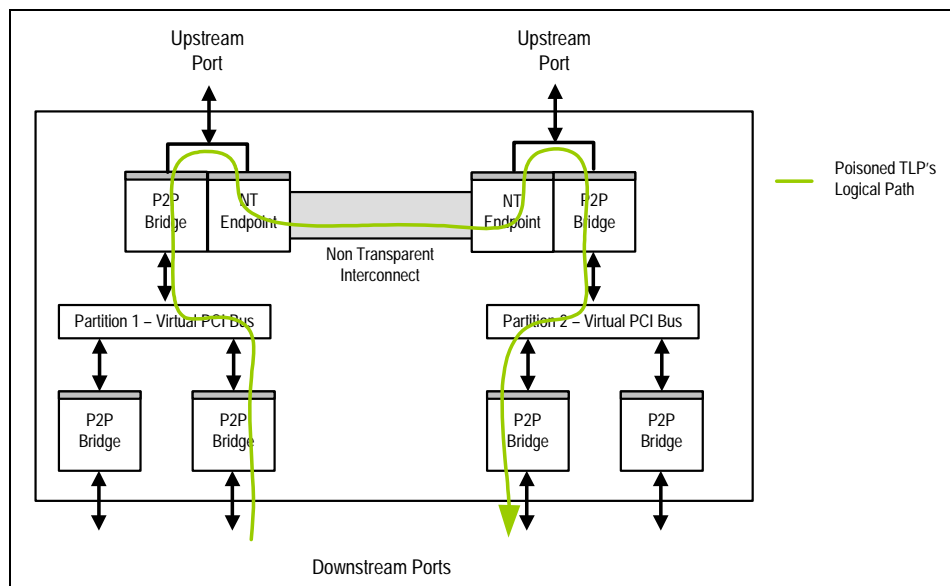 Upstream
Port
Upstream
Port
P2P
Bridge
NT
Endpoint
NT
Endpoint
P2P
Bridge
Poisoned TLP's
Logical Path
Non Transparent
Interconnect
Partition 1 – Virtual PCI Bus
Partition 2 – Virtual PCI Bus
P2P
Bridge
P2P
Bridge
P2P
Bridge
P2P
Bridge
Downstream Ports